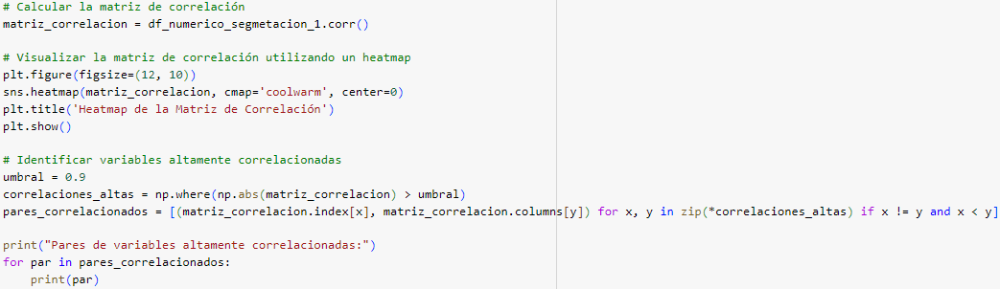 # Calcular la matriz de correlación
matriz_correlacion = df_numerico_segmetacion_1.corr()
# Visualizar la matriz de correlación utilizando un heatmap
plt.figure(figsize=(12, 10))
sns.heatmap(matriz_correlacion, cmap='coolwarm', center=0)
plt.title('Heatmap de la Matriz de Correlación')
plt.show()
# Identificar variables altamente correlacionadas
umbral = 0.9
correlaciones_altas = np.where(np.abs(matriz_correlacion) > umbral)
pares_correlacionados = [(matriz_correlacion.index[x], matriz_correlacion.columns[y]) for x, y in zip(*correlaciones_altas) if x != y and x < y]
print("Pares de variables altamente correlacionadas:")
for par in pares_correlacionados:
    print(par)